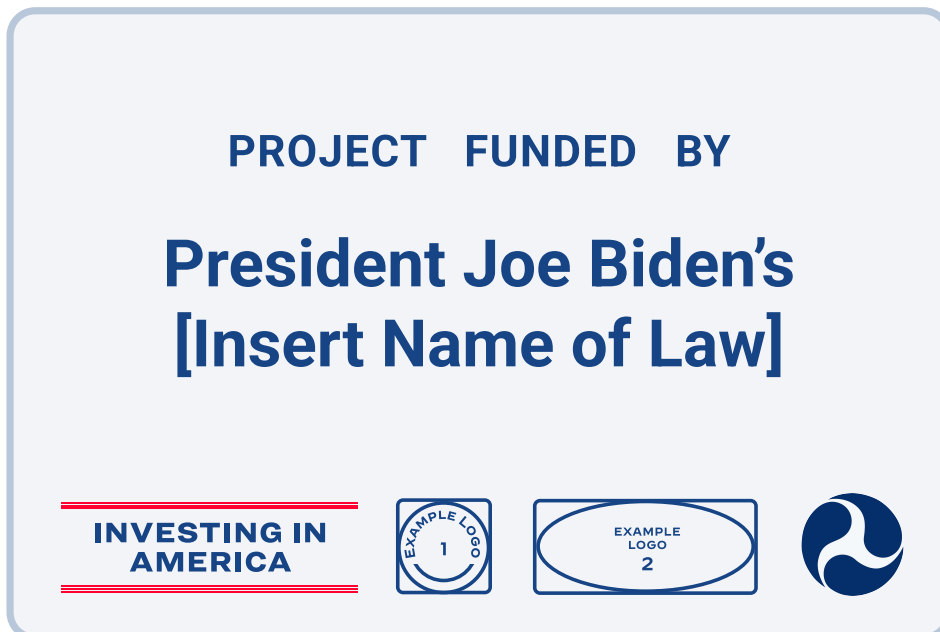 PROJECT FUNDED BY
President Joe Biden’s
[Insert Name of Law]
INVESTING IN
AMERICA
EXAMPLE LOGO
1
EXAMPLE
LOGO
2